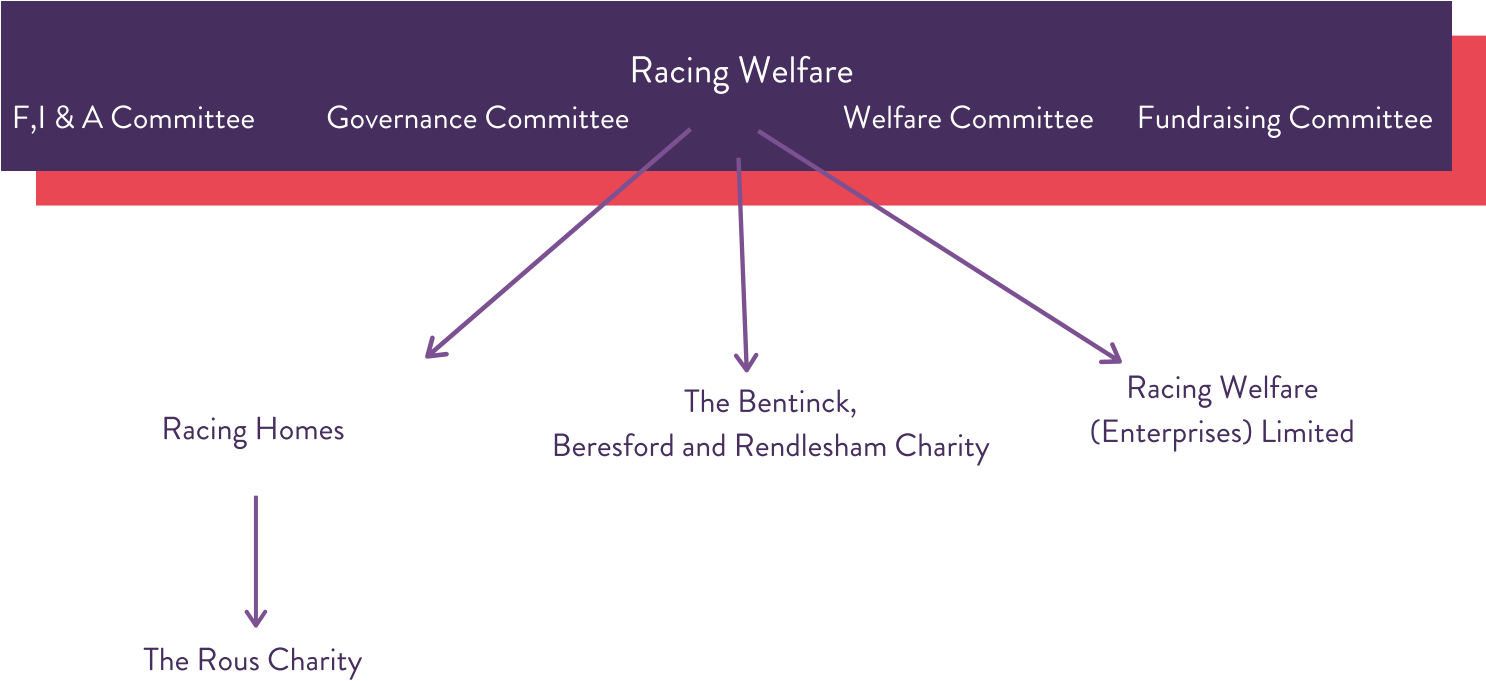 Racing Welfare
F,I & A Committee
Governance Committee
Welfare Committee
Fundraising Committee
Racing Homes
The Bentinck,
Beresford and Rendlesham Charity
Racing Welfare
(Enterprises) Limited
The Rous Charity